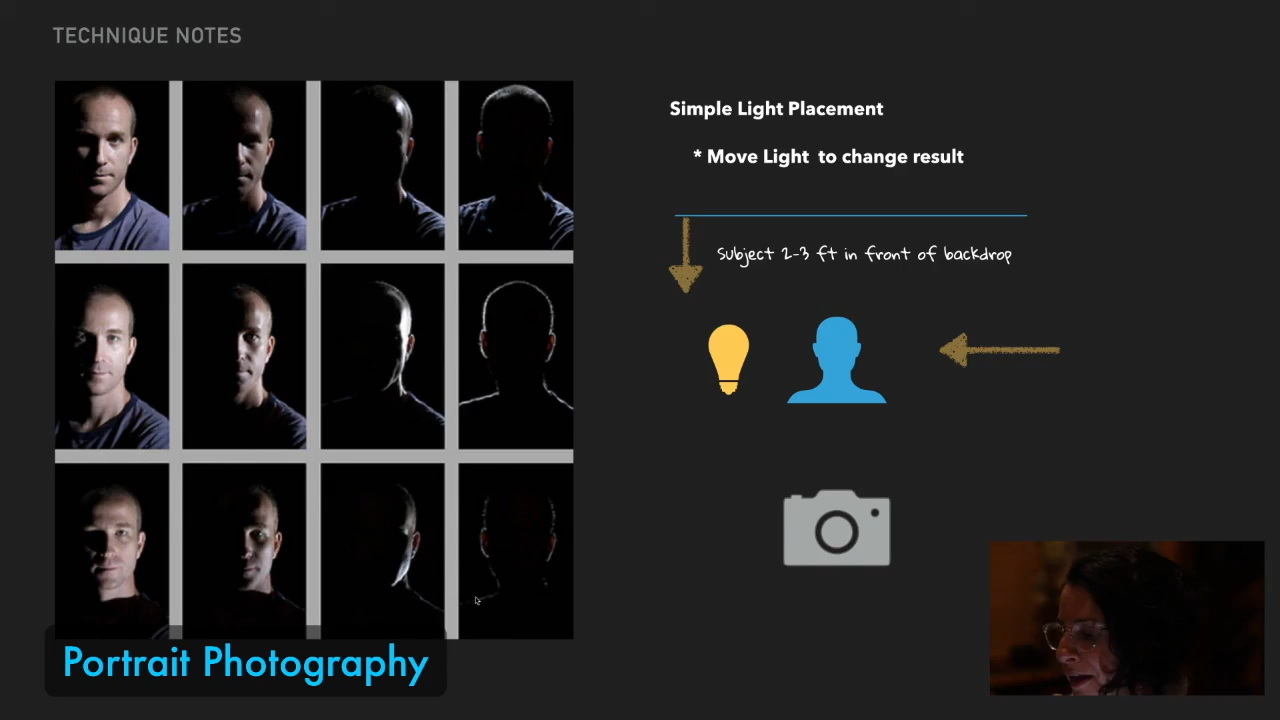 TECHNIQUE NOTES
Simple Light Placement
* Move Light to change result
Subject 2-3 ft in front of backdrop
Portrait Photography